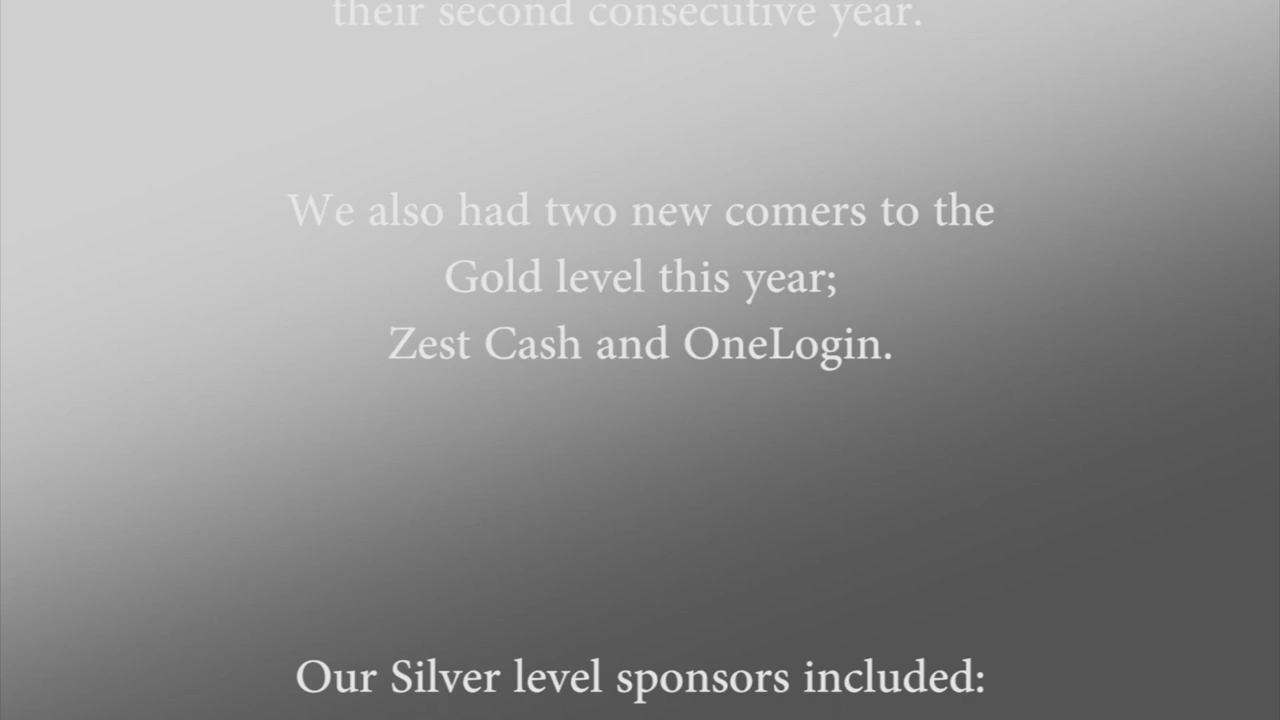 their second consecutive year.
We also had two new comers to the
Gold level this year;
Zest Cash and OneLogin.
Our Silver level sponsors included: